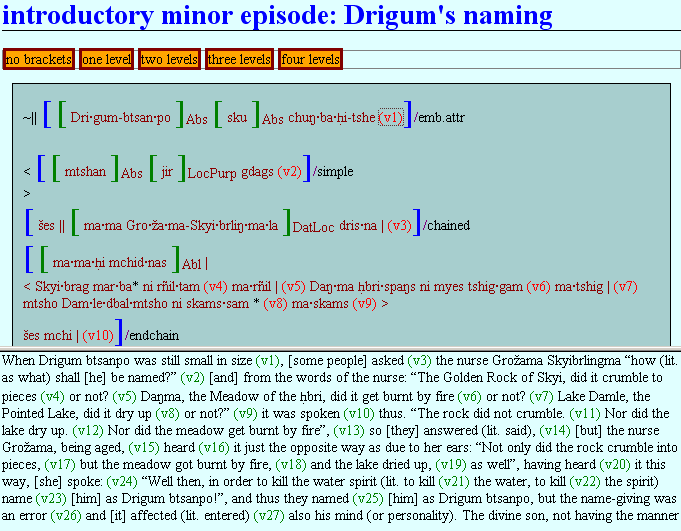 introductory minor episode: Drigum's naming
no brackets one level two levels three levels four levels
~|| [ [ Dri·gum-btsan·po ]Abs [ sku ]Abs chuŋ·ba·ḥi-tshe (v1)]/emb.attr
< [ [ mtshan ]Abs [ jir ]LocPurp gdags (v2)]/simple
>
[ šes || [ ma·ma Gro·ža·ma-Skyi·brliŋ·ma·la ]DatLoc dris·na | (v3)]/chained
[ [ ma·ma·ḥi mchid·nas ]Abl |
< Skyi·brag mar·ba* ni rñil·tam (v4) ma·rñil | (v5) Daŋ·ma ḥbri·spaŋs ni myes tshig·gam (v6) ma·tshig | (v7)
mtsho Dam·le·dbal·mtsho ni skams·sam * (v8) ma·skams (v9) >
šes mchi | (v10)]/endchain
When Drigum btsanpo was still small in size (v1), [some people] asked (v3) the nurse Grožama Skyibrlingma “how (lit.
as what) shall [he] be named?” (v2) [and] from the words of the nurse: “The Golden Rock of Skyi, did it crumble to
pieces (v4) or not? (v5) Daŋma, the Meadow of the ḥbri, did it get burnt by fire (v6) or not? (v7) Lake Damle, the
Pointed Lake, did it dry up (v8) or not?” (v9) it was spoken (v10) thus. “The rock did not crumble. (v11) Nor did the
lake dry up. (v12) Nor did the meadow get burnt by fire”, (v13) so [they] answered (lit. said), (v14) [but] the nurse
Grožama, being aged, (v15) heard (v16) it just the opposite way as due to her ears: “Not only did the rock crumble into
pieces, (v17) but the meadow got burnt by fire, (v18) and the lake dried up, (v19) as well”, having heard (v20) it this
way, [she] spoke: (v24) “Well then, in order to kill the water spirit (lit. to kill (v21) the water, to kill (v22) the spirit)
name (v23) [him] as Drigum btsanpo!”, and thus they named (v25) [him] as Drigum btsanpo, but the name-giving was
an error (v26) and [it] affected (lit. entered) (v27) also his mind (or personality). The divine son, not having the manner